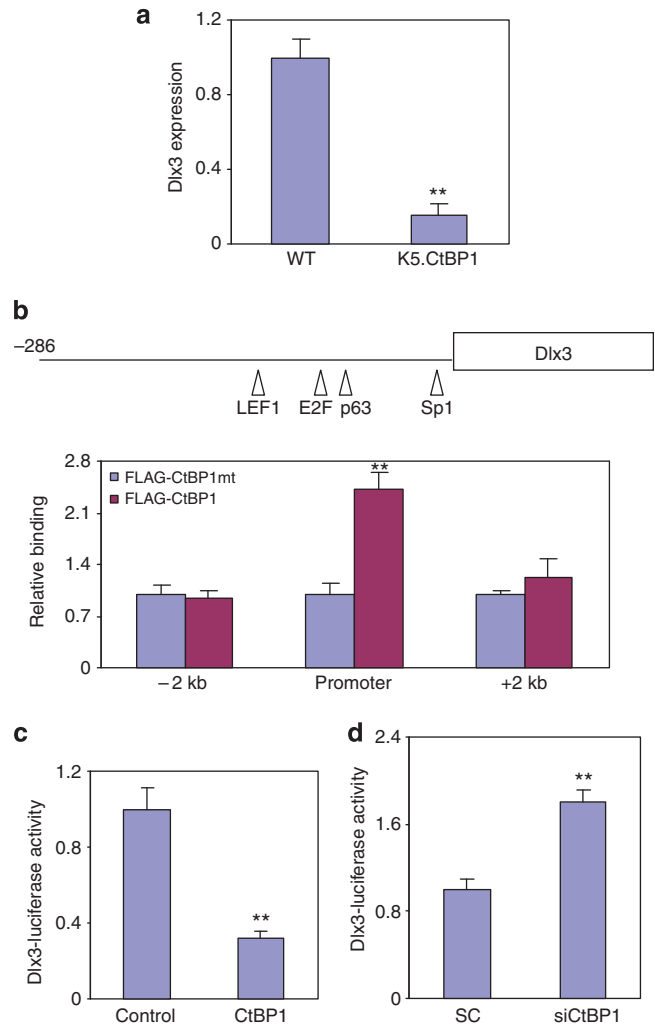 a
1.2
0.8
0.4
0
Dlx3 expression
**
WT K5.CtBP1
b
–286
Dlx3
LEF1 E2F p63 Sp1
2.8
2.1
1.4
0.7
0
Relative binding
FLAG-CtBP1mt
FLAG-CtBP1
**
–2 kb Promoter +2 kb
c
1.2
0.8
0.4
0
Dlx3-luciferase activity
**
Control CtBP1
d
2.4
1.6
0.8
0
Dlx3-luciferase activity
**
SC siCtBP1